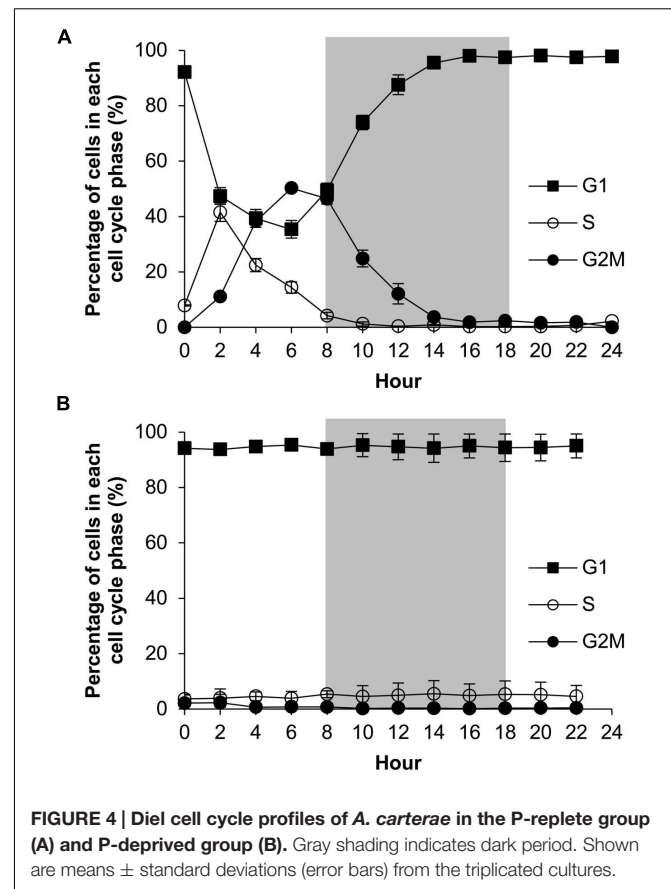 A
Percentage of cells in each
cell cycle phase (%)
100
80
60
40
20
0
0 2 4 6 8 10 12 14 16 18 20 22 24
Hour
G1
S
G2M
B
Percentage of cells in each
cell cycle phase (%)
100
80
60
40
20
0
0 2 4 6 8 10 12 14 16 18 20 22 24
Hour
G1
S
G2M
FIGURE 4 | Diel cell cycle profiles of A. carterae in the P-replete group
(A) and P-deprived group (B). Gray shading indicates dark period. Shown
are means ± standard deviations (error bars) from the triplicated cultures.